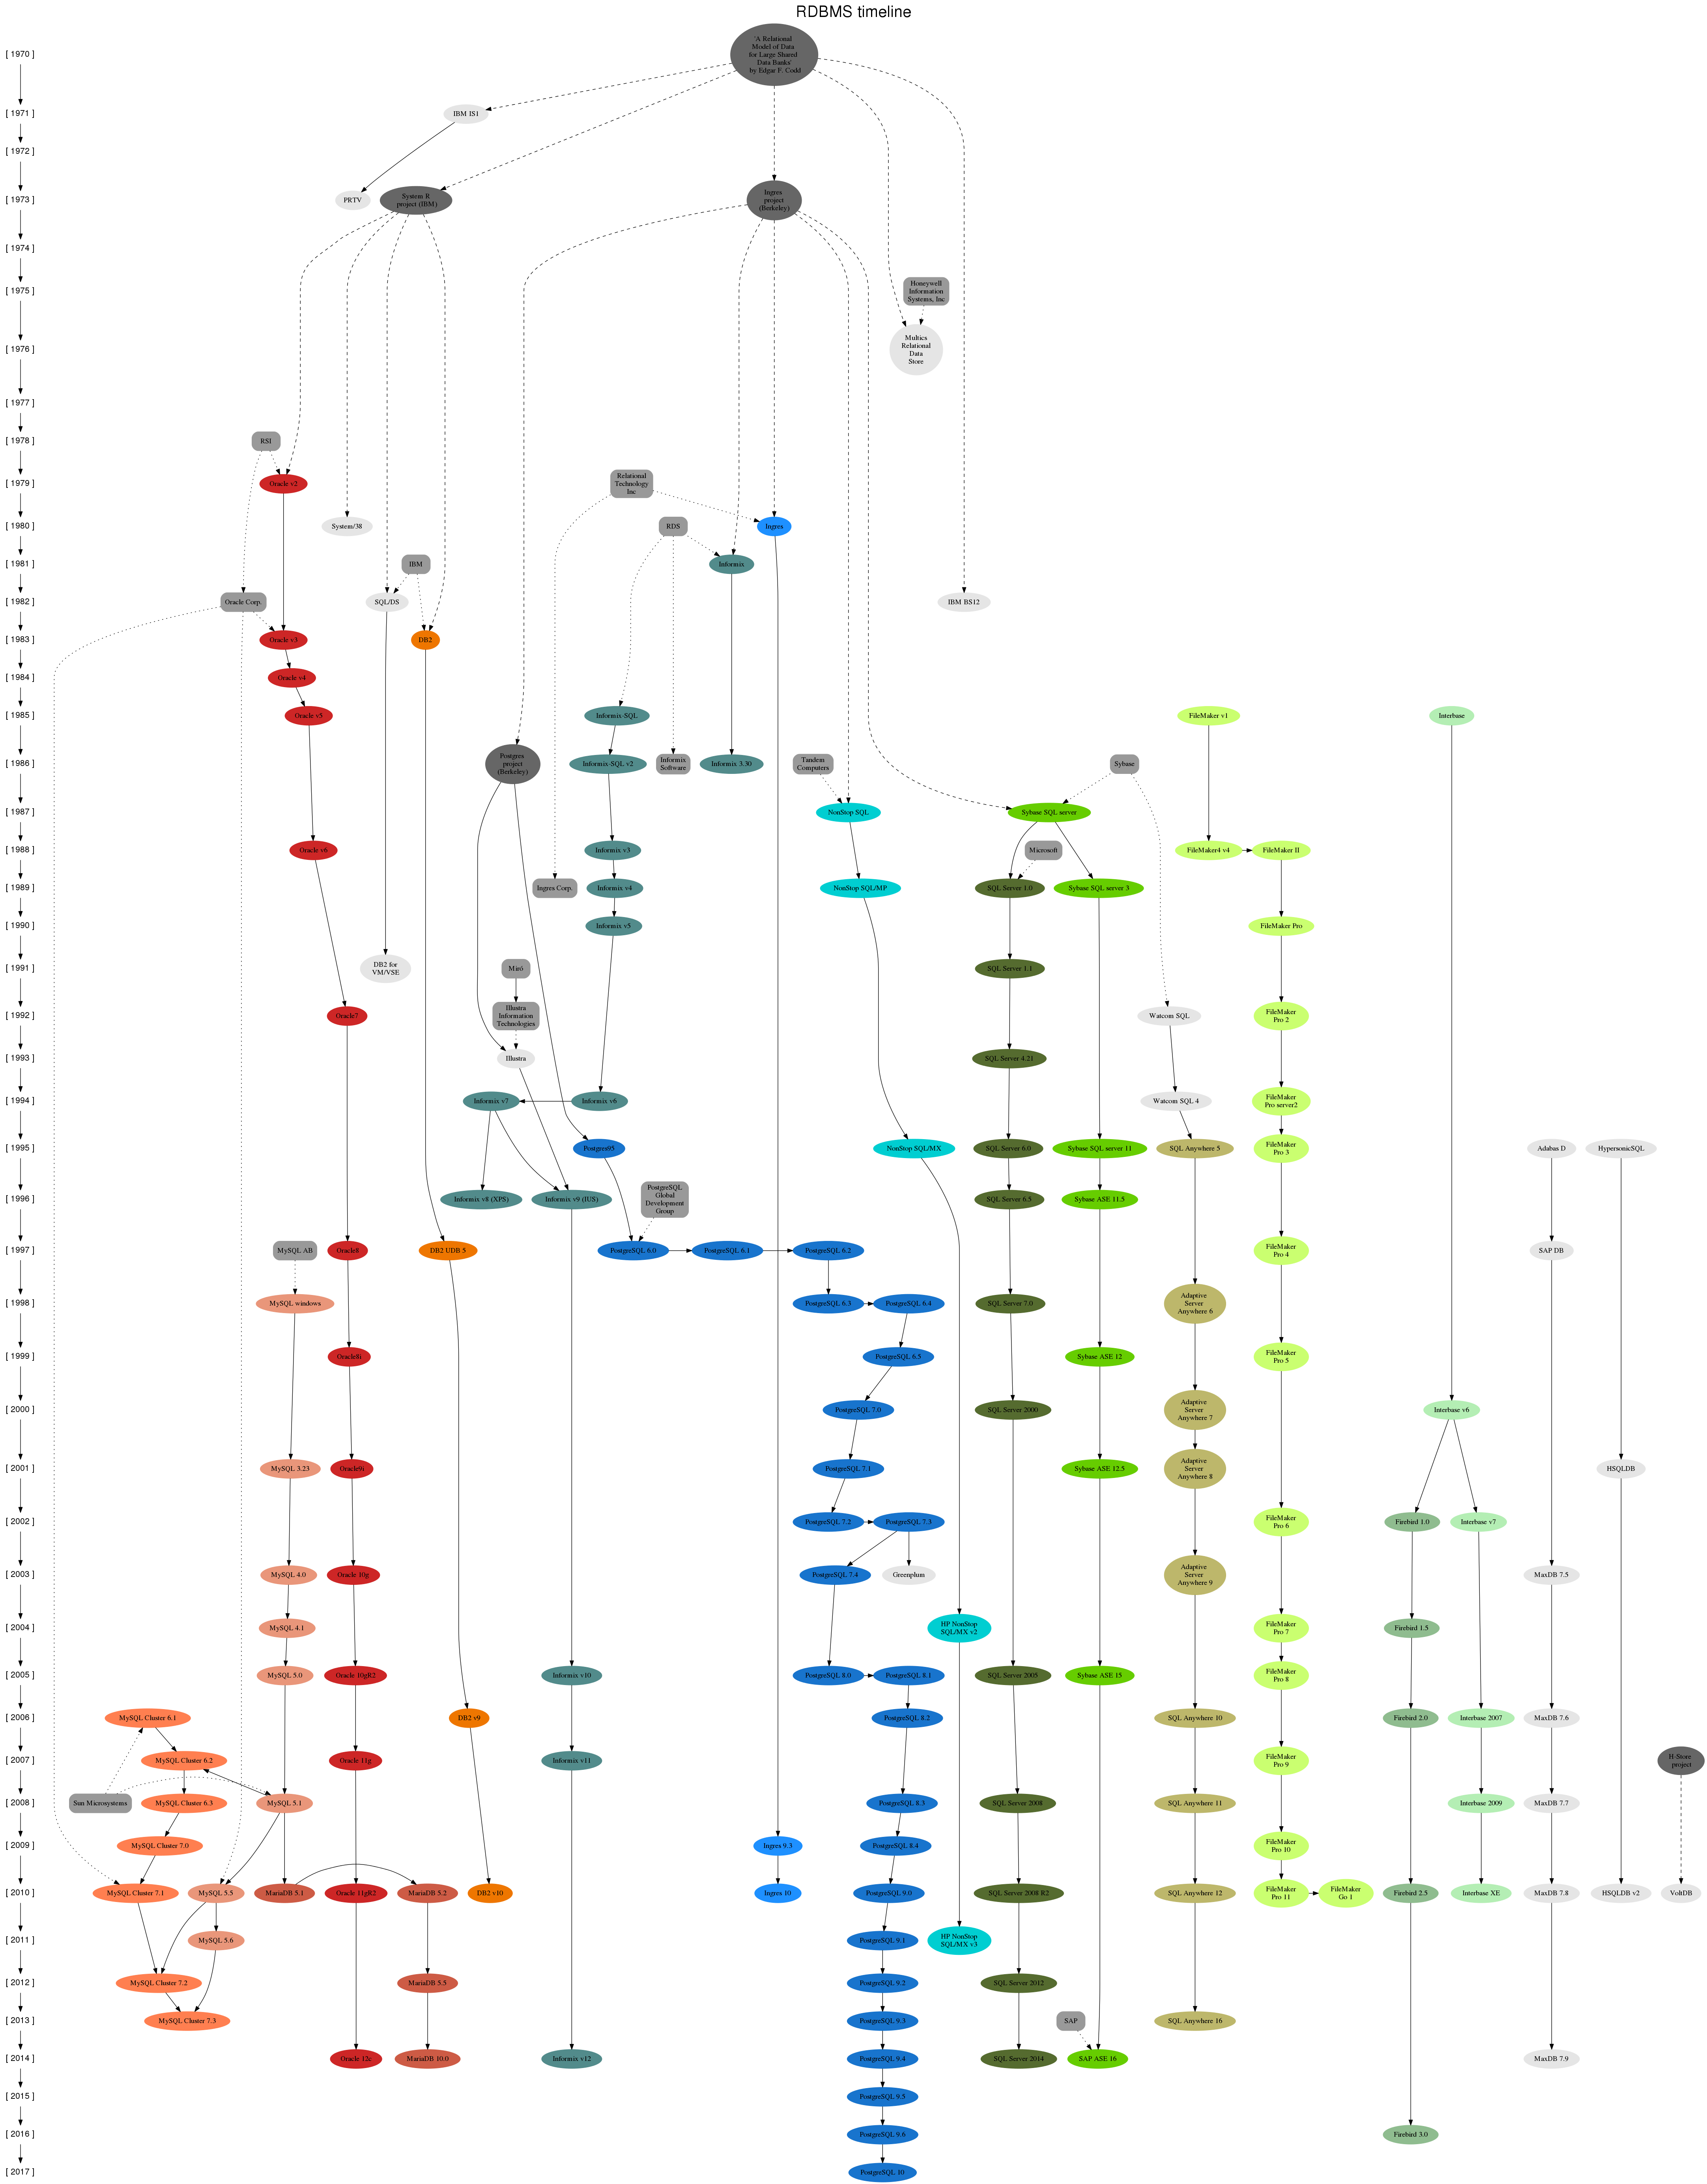 RDBMS timeline
[ 1970 ]
'A Relational
Model of Data
for Large Shared
Data Banks'
by Edgar F. Codd
[ 1971 ]
IBM IS1
[ 1972 ]
[ 1973 ]
PRTV
System R
project (IBM)
Ingres
project
(Berkeley)
[ 1974 ]
[ 1975 ]
Honeywell
Information
Systems, Inc
[ 1976 ]
Multics
Relational
Data
Store
[ 1977 ]
[ 1978 ]
RSI
[ 1979 ]
Oracle v2
Relational
Technology
Inc
[ 1980 ]
System/38
RDS
Ingres
[ 1981 ]
IBM
Informix
[ 1982 ]
Oracle Corp.
SQL/DS
IBM BS12
[ 1983 ]
Oracle v3
DB2
[ 1984 ]
Oracle v4
[ 1985 ]
Oracle v5
Informix-SQL
FileMaker v1
Interbase
[ 1986 ]
Postgres
project
(Berkeley)
Informix-SQL v2
Informix
Software
Informix 3.30
Tandem
Computers
Sybase
[ 1987 ]
NonStop SQL
Sybase SQL server
[ 1988 ]
Oracle v6
Informix v3
Microsoft
FileMaker4 v4
FileMaker II
[ 1989 ]
Ingres Corp.
Informix v4
NonStop SQL/MP
SQL Server 1.0
Sybase SQL server 3
[ 1990 ]
Informix v5
FileMaker Pro
[ 1991 ]
DB2 for
VM/VSE
Miró
SQL Server 1.1
[ 1992 ]
Oracle7
Illustra
Information
Technologies
Watcom SQL
FileMaker
Pro 2
[ 1993 ]
Illustra
SQL Server 4.21
[ 1994 ]
Informix v7
Informix v6
Watcom SQL 4
FileMaker
Pro server2
[ 1995 ]
Postgres95
NonStop SQL/MX
SQL Server 6.0
Sybase SQL server 11
SQL Anywhere 5
FileMaker
Pro 3
Adabas D
HypersonicSQL
[ 1996 ]
Informix v8 (XPS)
Informix v9 (IUS)
PostgreSQL
Global
Development
Group
SQL Server 6.5
Sybase ASE 11.5
[ 1997 ]
MySQL AB
Oracle8
DB2 UDB 5
PostgreSQL 6.0
PostgreSQL 6.1
PostgreSQL 6.2
FileMaker
Pro 4
SAP DB
[ 1998 ]
MySQL windows
PostgreSQL 6.3
PostgreSQL 6.4
SQL Server 7.0
Adaptive
Server
Anywhere 6
[ 1999 ]
Oracle8i
PostgreSQL 6.5
Sybase ASE 12
FileMaker
Pro 5
[ 2000 ]
PostgreSQL 7.0
SQL Server 2000
Adaptive
Server
Anywhere 7
Interbase v6
[ 2001 ]
MySQL 3.23
Oracle9i
PostgreSQL 7.1
Sybase ASE 12.5
Adaptive
Server
Anywhere 8
HSQLDB
[ 2002 ]
PostgreSQL 7.2
PostgreSQL 7.3
FileMaker
Pro 6
Firebird 1.0
Interbase v7
[ 2003 ]
MySQL 4.0
Oracle 10g
PostgreSQL 7.4
Greenplum
Adaptive
Server
Anywhere 9
MaxDB 7.5
[ 2004 ]
MySQL 4.1
HP NonStop
SQL/MX v2
FileMaker
Pro 7
Firebird 1.5
[ 2005 ]
MySQL 5.0
Oracle 10gR2
Informix v10
PostgreSQL 8.0
PostgreSQL 8.1
SQL Server 2005
Sybase ASE 15
FileMaker
Pro 8
[ 2006 ]
MySQL Cluster 6.1
DB2 v9
PostgreSQL 8.2
SQL Anywhere 10
Firebird 2.0
Interbase 2007
MaxDB 7.6
[ 2007 ]
MySQL Cluster 6.2
Oracle 11g
Informix v11
FileMaker
Pro 9
H-Store
project
[ 2008 ]
Sun Microsystems
MySQL Cluster 6.3
MySQL 5.1
PostgreSQL 8.3
SQL Server 2008
SQL Anywhere 11
Interbase 2009
MaxDB 7.7
[ 2009 ]
MySQL Cluster 7.0
Ingres 9.3
PostgreSQL 8.4
FileMaker
Pro 10
[ 2010 ]
MySQL Cluster 7.1
MySQL 5.5
MariaDB 5.1
Oracle 11gR2
MariaDB 5.2
DB2 v10
Ingres 10
PostgreSQL 9.0
SQL Server 2008 R2
SQL Anywhere 12
FileMaker
Pro 11
FileMaker
Go 1
Firebird 2.5
Interbase XE
MaxDB 7.8
HSQLDB v2
VoltDB
[ 2011 ]
MySQL 5.6
PostgreSQL 9.1
HP NonStop
SQL/MX v3
[ 2012 ]
MySQL Cluster 7.2
MariaDB 5.5
PostgreSQL 9.2
SQL Server 2012
[ 2013 ]
MySQL Cluster 7.3
PostgreSQL 9.3
SAP
SQL Anywhere 16
[ 2014 ]
Oracle 12c
MariaDB 10.0
Informix v12
PostgreSQL 9.4
SQL Server 2014
SAP ASE 16
MaxDB 7.9
[ 2015 ]
PostgreSQL 9.5
[ 2016 ]
PostgreSQL 9.6
Firebird 3.0
[ 2017 ]
PostgreSQL 10